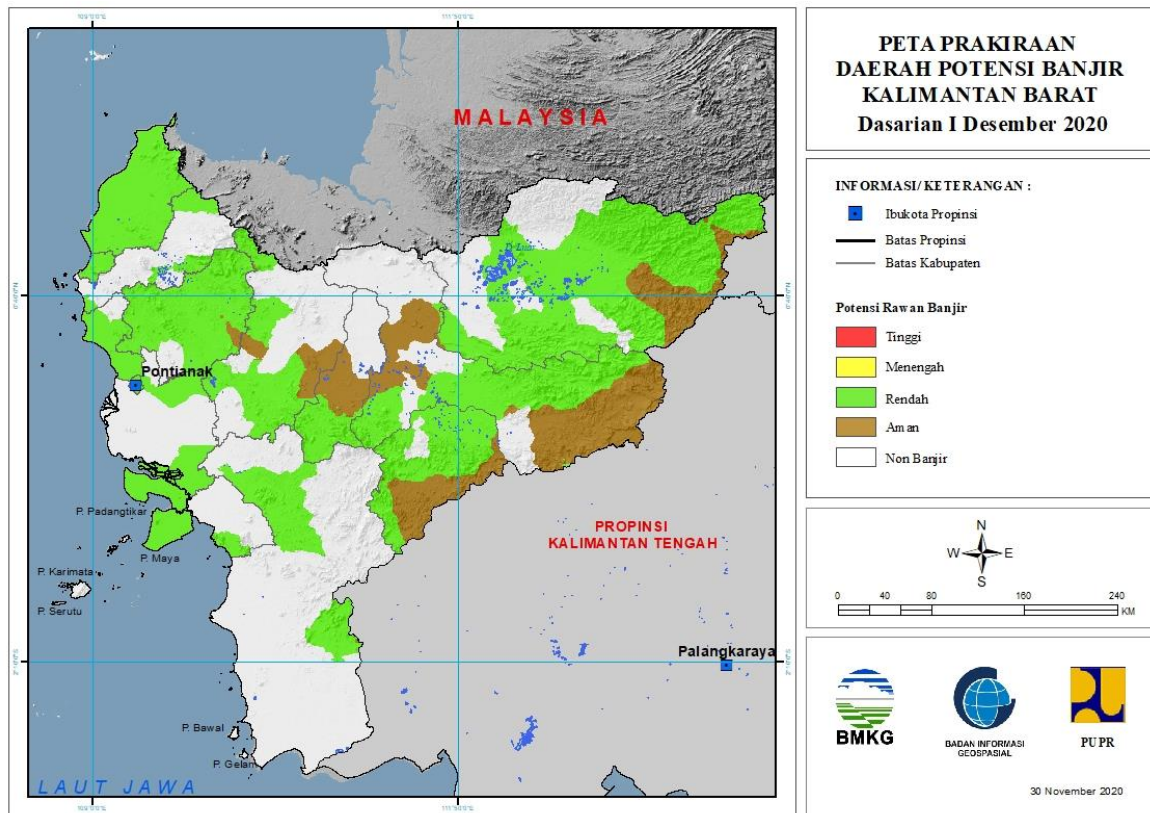 MALAYSIA
D. Luar
Pontianak
P. Padangtikar
P. Maya
P. Karimata
P. Serutu
PROPINSI
KALIMANTAN TENGAH
Palangkaraya
P. Bawal
P. Gelam
LAUT JAWA
PETA PRAKIRAAN
DAERAH POTENSI BANJIR
KALIMANTAN BARAT
Dasarian I Desember 2020
INFORMASI/ KETERANGAN :
Ibukota Propinsi
Batas Propinsi
Batas Kabupaten
Potensi Rawan Banjir
Tinggi
Menengah
Rendah
Aman
Non Banjir
N
W E
S
0 40 80 160 240
KM
BMKG
BADAN INFORMASI
GEOSPASIAL
PUPR
30 November 2020